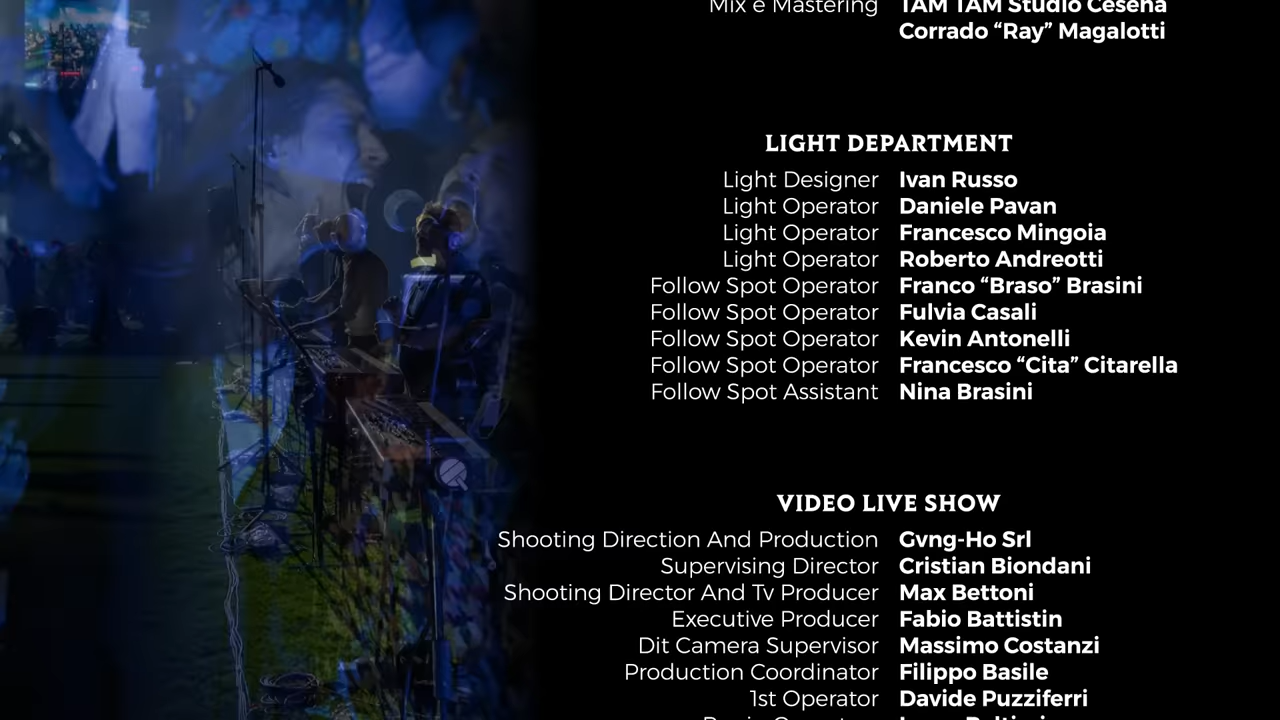 Mix e Mastering TAM TAM Studio Cesena
Corrado “Ray” Magalotti
LIGHT DEPARTMENT
Light Designer Ivan Russo
Light Operator Daniele Pavan
Light Operator Francesco Mingoia
Light Operator Roberto Andreotti
Follow Spot Operator Franco “Braso” Brasini
Follow Spot Operator Fulvia Casali
Follow Spot Operator Kevin Antonelli
Follow Spot Operator Francesco “Cita” Citarella
Follow Spot Assistant Nina Brasini
VIDEO LIVE SHOW
Shooting Direction And Production Gvng-Ho Srl
Supervising Director Cristian Biondani
Shooting Director And Tv Producer Max Bettoni
Executive Producer Fabio Battistin
Dit Camera Supervisor Massimo Costanzi
Production Coordinator Filippo Basile
1st Operator Davide Puzziferri